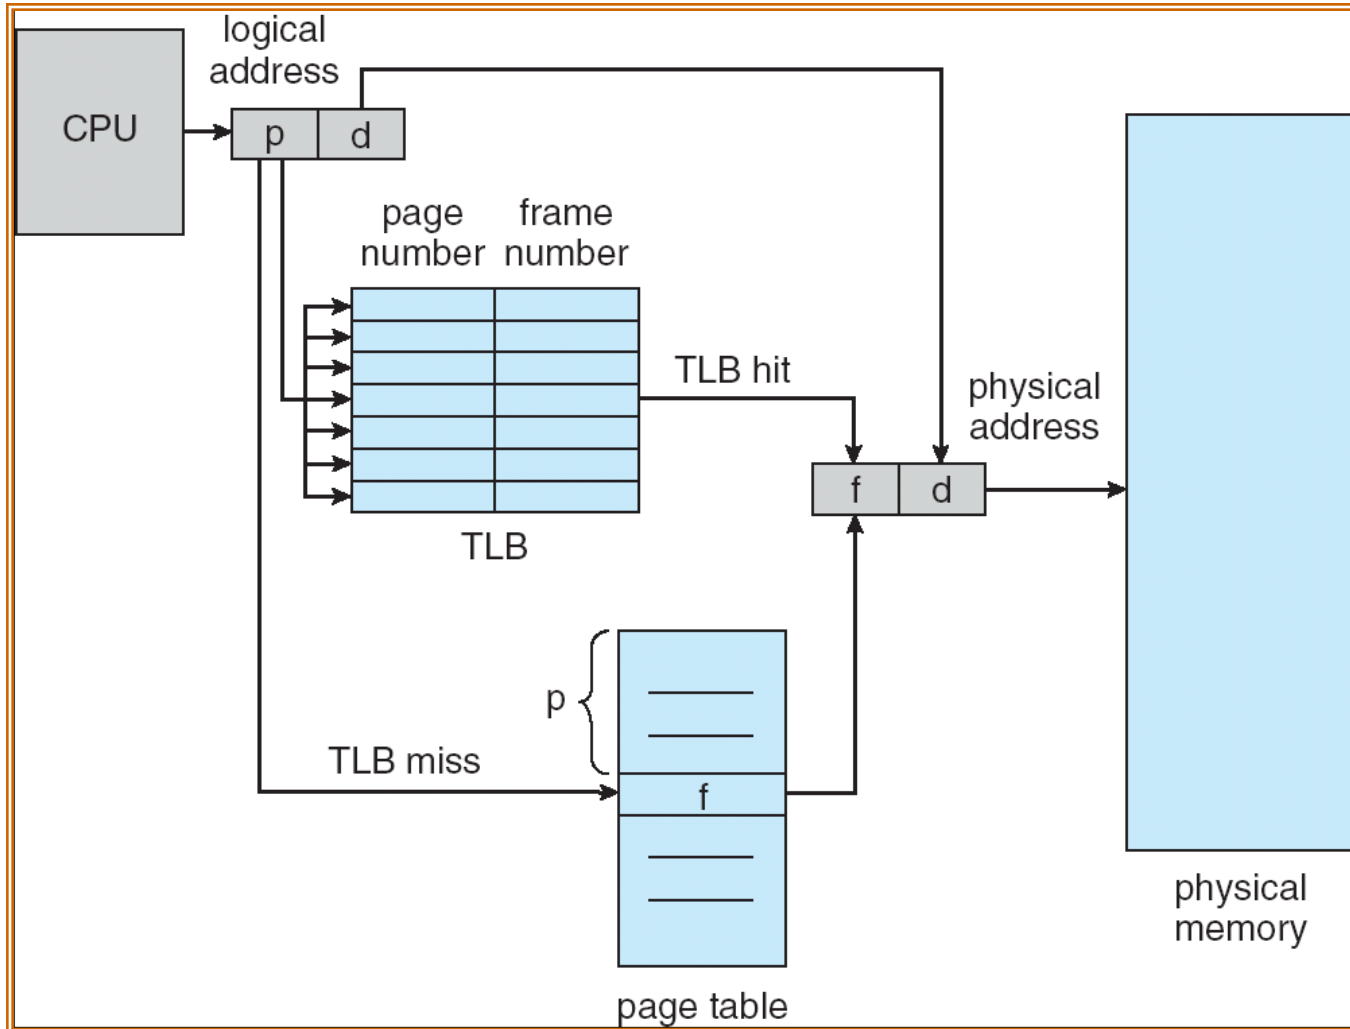 logical
address
CPU
p
d
page
number
frame
number
TLB hit
physical
address
f
d
TLB
p
TLB miss
f
physical
memory
page table